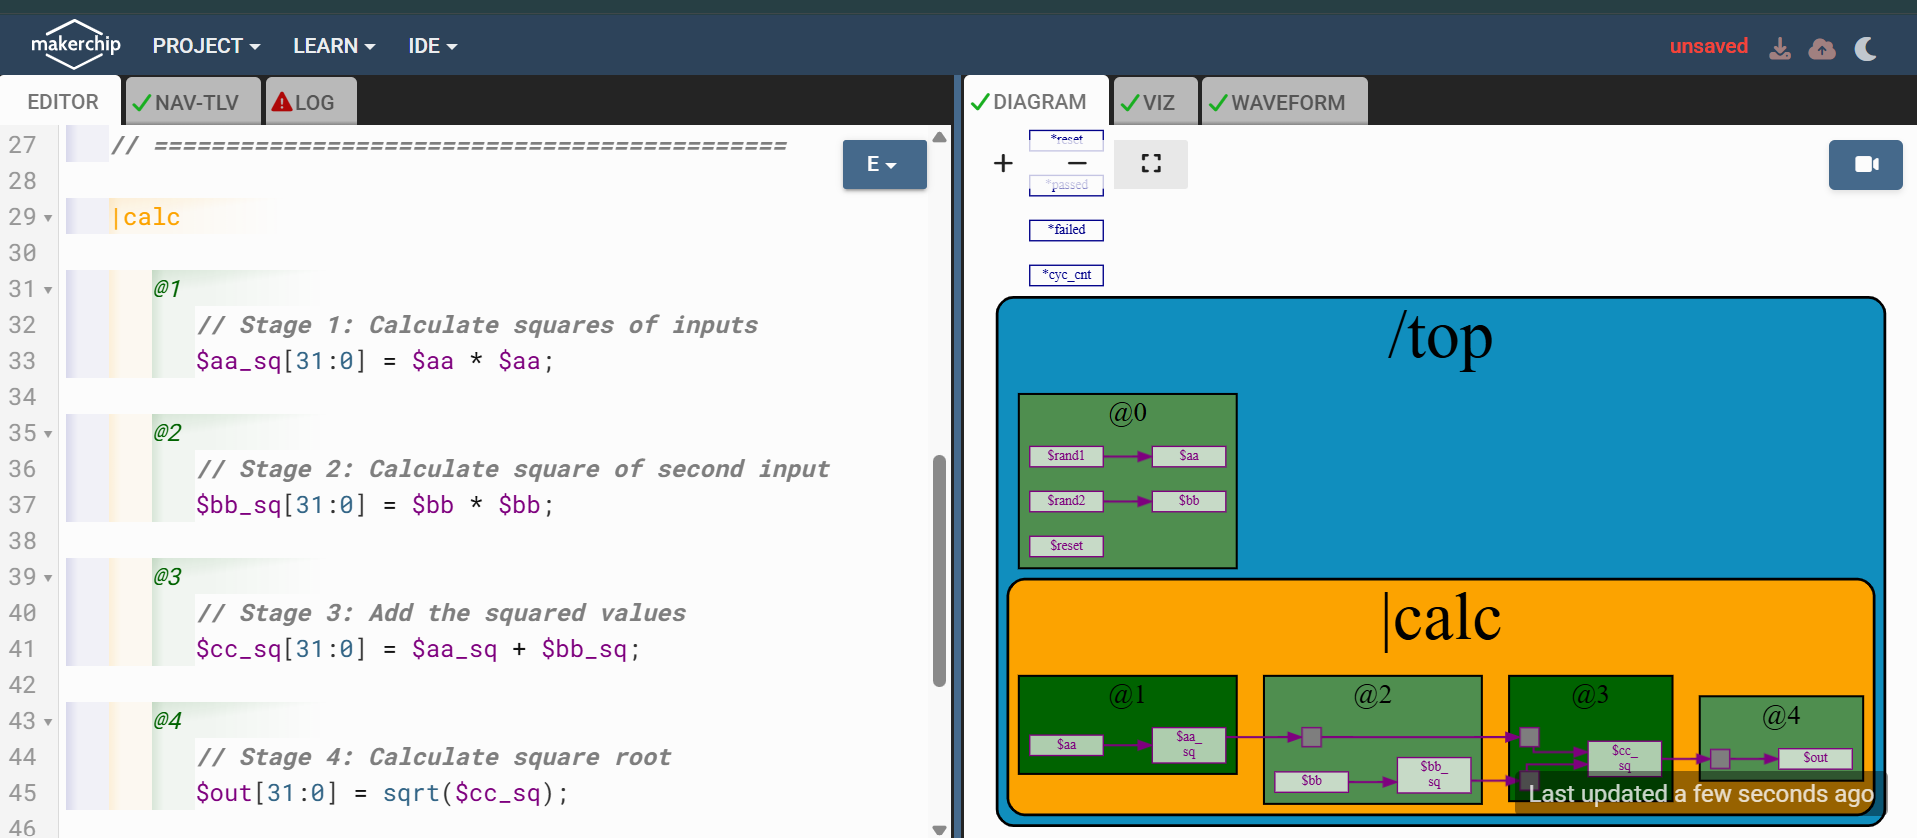 makerchip PROJECT LEARN IDE unsaved
EDITOR NAV-TLV LOG
27 // ============================================
28
29 |calc
30
31 @1
32 // Stage 1: Calculate squares of inputs
33 $aa_sq[31:0] = $aa * $aa;
34
35 @2
36 // Stage 2: Calculate square of second input
37 $bb_sq[31:0] = $bb * $bb;
38
39 @3
40 // Stage 3: Add the squared values
41 $cc_sq[31:0] = $aa_sq + $bb_sq;
42
43 @4
44 // Stage 4: Calculate square root
45 $out[31:0] = sqrt($cc_sq);
46
E
DIAGRAM VIZ WAVEFORM
*reset
+ −
*passed
*failed
*cyc_cnt
/top
@0
$rand1 $aa
$rand2 $bb
$reset
|calc
@1 @2 @3 @4
$aa $aa_
sq
$bb $bb_
sq
$cc_
sq
$out
Last updated a few seconds ago